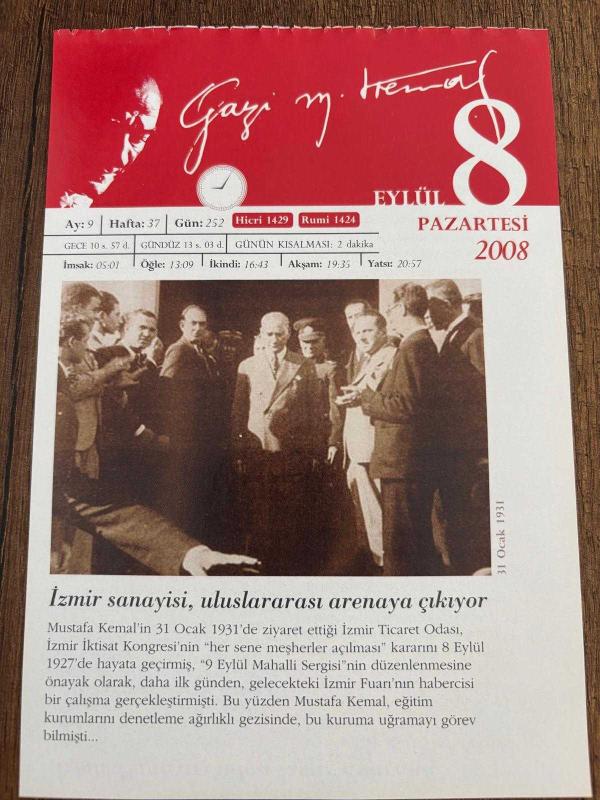 Gazi M. Kemal
8
EYLÜL
PAZARTESİ
2008
Ay: 9 Hafta: 37 Gün: 252 Hicri 1429 Rumi 1424
GECE 10 s. 57 d. GÜNDÜZ 13 s. 03 d. GÜNÜN KISALMASI: 2 dakika
İmsak: 05:01 Öğle: 13:09 İkindi: 16:43 Akşam: 19:35 Yatsı: 20:57
31 Ocak 1931
İzmir sanayisi, uluslararası arenaya çıkıyor
Mustafa Kemal'in 31 Ocak 1931'de ziyaret ettiği İzmir Ticaret Odası,
İzmir İktisat Kongresi'nin “her sene meşherler açılması” kararını 8 Eylül
1927'de hayata geçirmiş, “9 Eylül Mahalli Sergisi”nin düzenlenmesine
önayak olarak, daha ilk günden, gelecekteki İzmir Fuarı'nın habercisi
bir çalışma gerçekleştirmişti. Bu yüzden Mustafa Kemal, eğitim
kurumlarını denetleme ağırlıklı gezisinde, bu kuruma uğramayı görev
bilmişti...